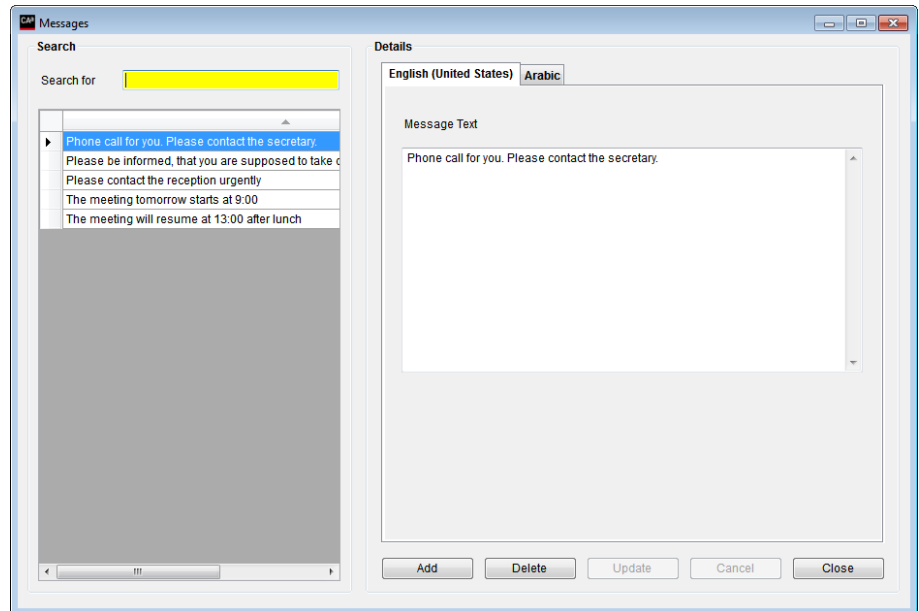 CA⁴ Messages
Search
Search for
Phone call for you. Please contact the secretary.
Please be informed, that you are supposed to take
Please contact the reception urgently
The meeting tomorrow starts at 9:00
The meeting will resume at 13:00 after lunch
Details
English (United States) Arabic
Message Text
Phone call for you. Please contact the secretary.
Add Delete Update Cancel Close